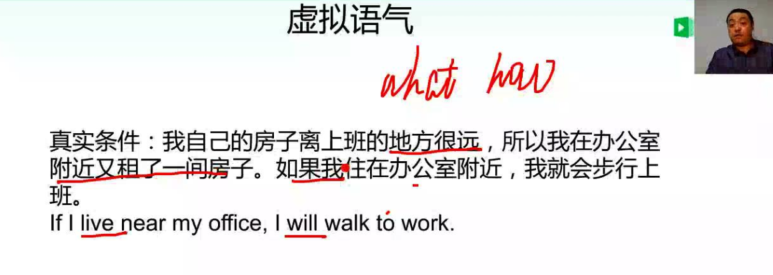 虚拟语气
what how
真实条件：我自己的房子离上班的地方很远，所以我在办公室
附近又租了一间房子。如果我住在办公室附近，我就会步行上
班。
If I live near my office, I will walk to work.